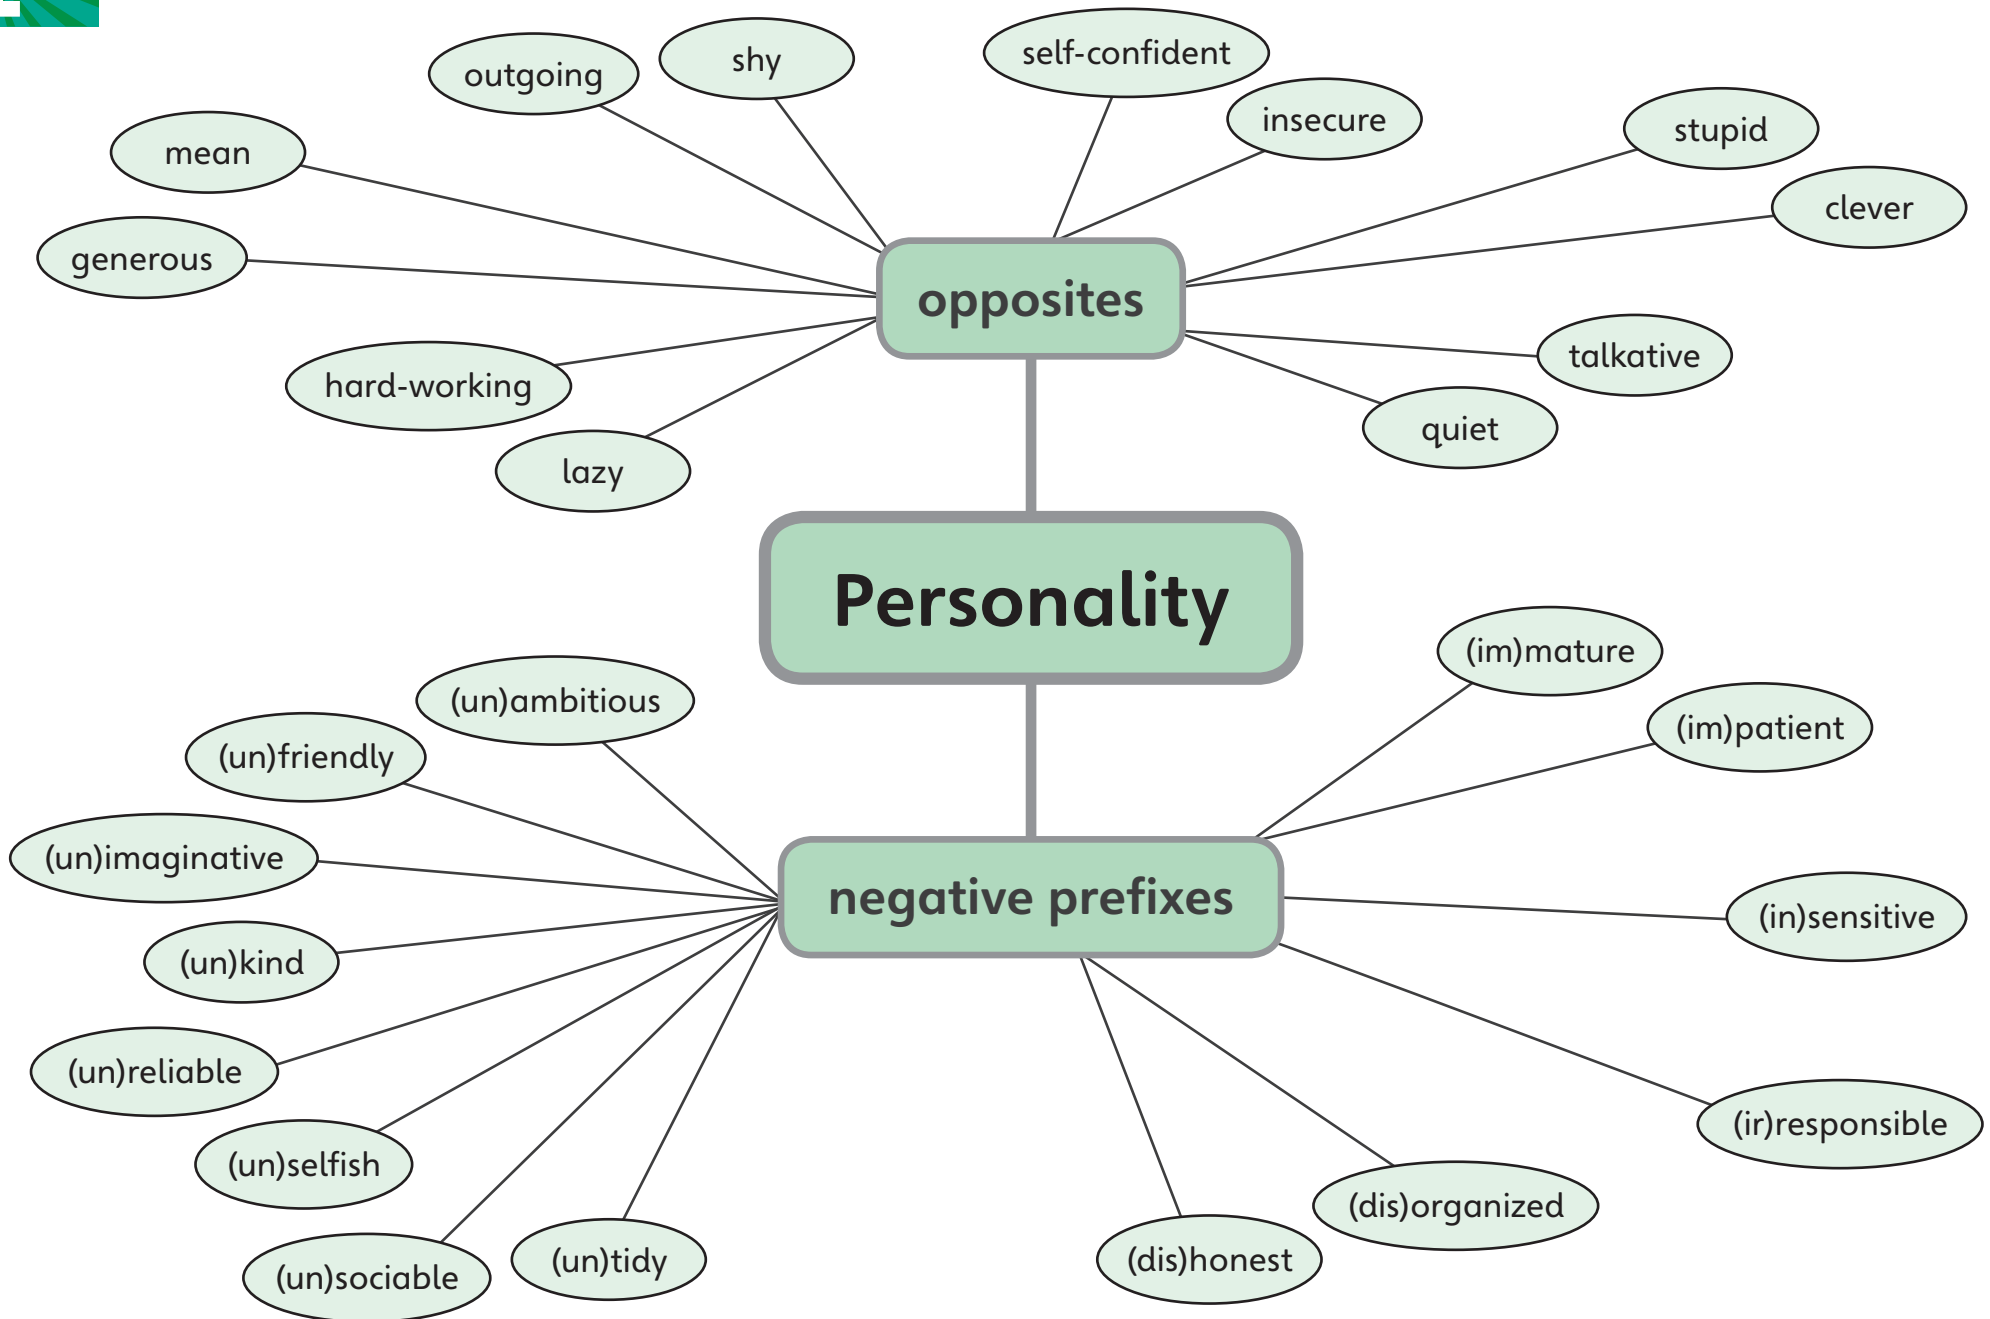 outgoing
shy
self-confident
insecure
mean
stupid
clever
generous
opposites
hard-working
talkative
lazy
quiet
Personality
(un)ambitious
(im)mature
(un)friendly
(im)patient
(un)imaginative
negative prefixes
(in)sensitive
(un)kind
(un)reliable
(ir)responsible
(un)selfish
(dis)organized
(un)sociable
(un)tidy
(dis)honest